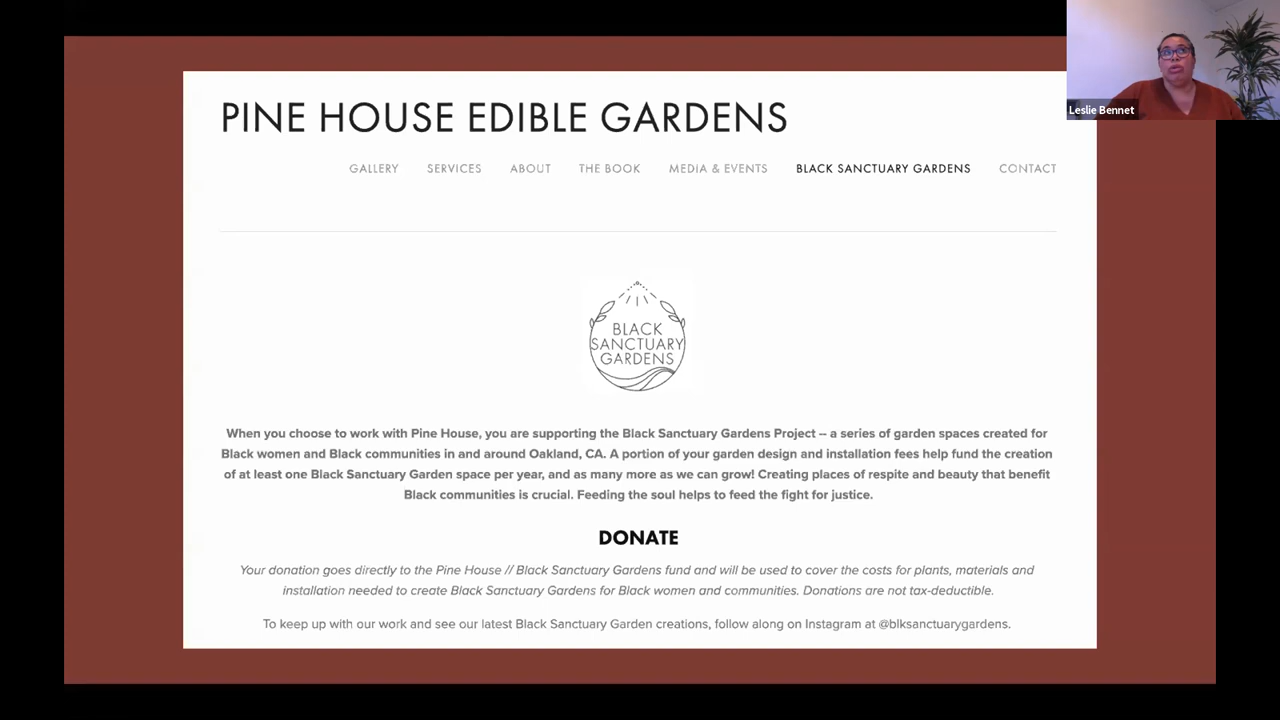 Leslie Bennet
PINE HOUSE EDIBLE GARDENS
GALLERY SERVICES ABOUT THE BOOK MEDIA & EVENTS BLACK SANCTUARY GARDENS CONTACT
BLACK
SANCTUARY
GARDENS
When you choose to work with Pine House, you are supporting the Black Sanctuary Gardens Project -- a series of garden spaces created for
Black women and Black communities in and around Oakland, CA. A portion of your garden design and installation fees help fund the creation
of at least one Black Sanctuary Garden space per year, and as many more as we can grow! Creating places of respite and beauty that benefit
Black communities is crucial. Feeding the soul helps to feed the fight for justice.
DONATE
Your donation goes directly to the Pine House // Black Sanctuary Gardens fund and will be used to cover the costs for plants, materials and
installation needed to create Black Sanctuary Gardens for Black women and communities. Donations are not tax-deductible.
To keep up with our work and see our latest Black Sanctuary Garden creations, follow along on Instagram at @blksanctuarygardens.